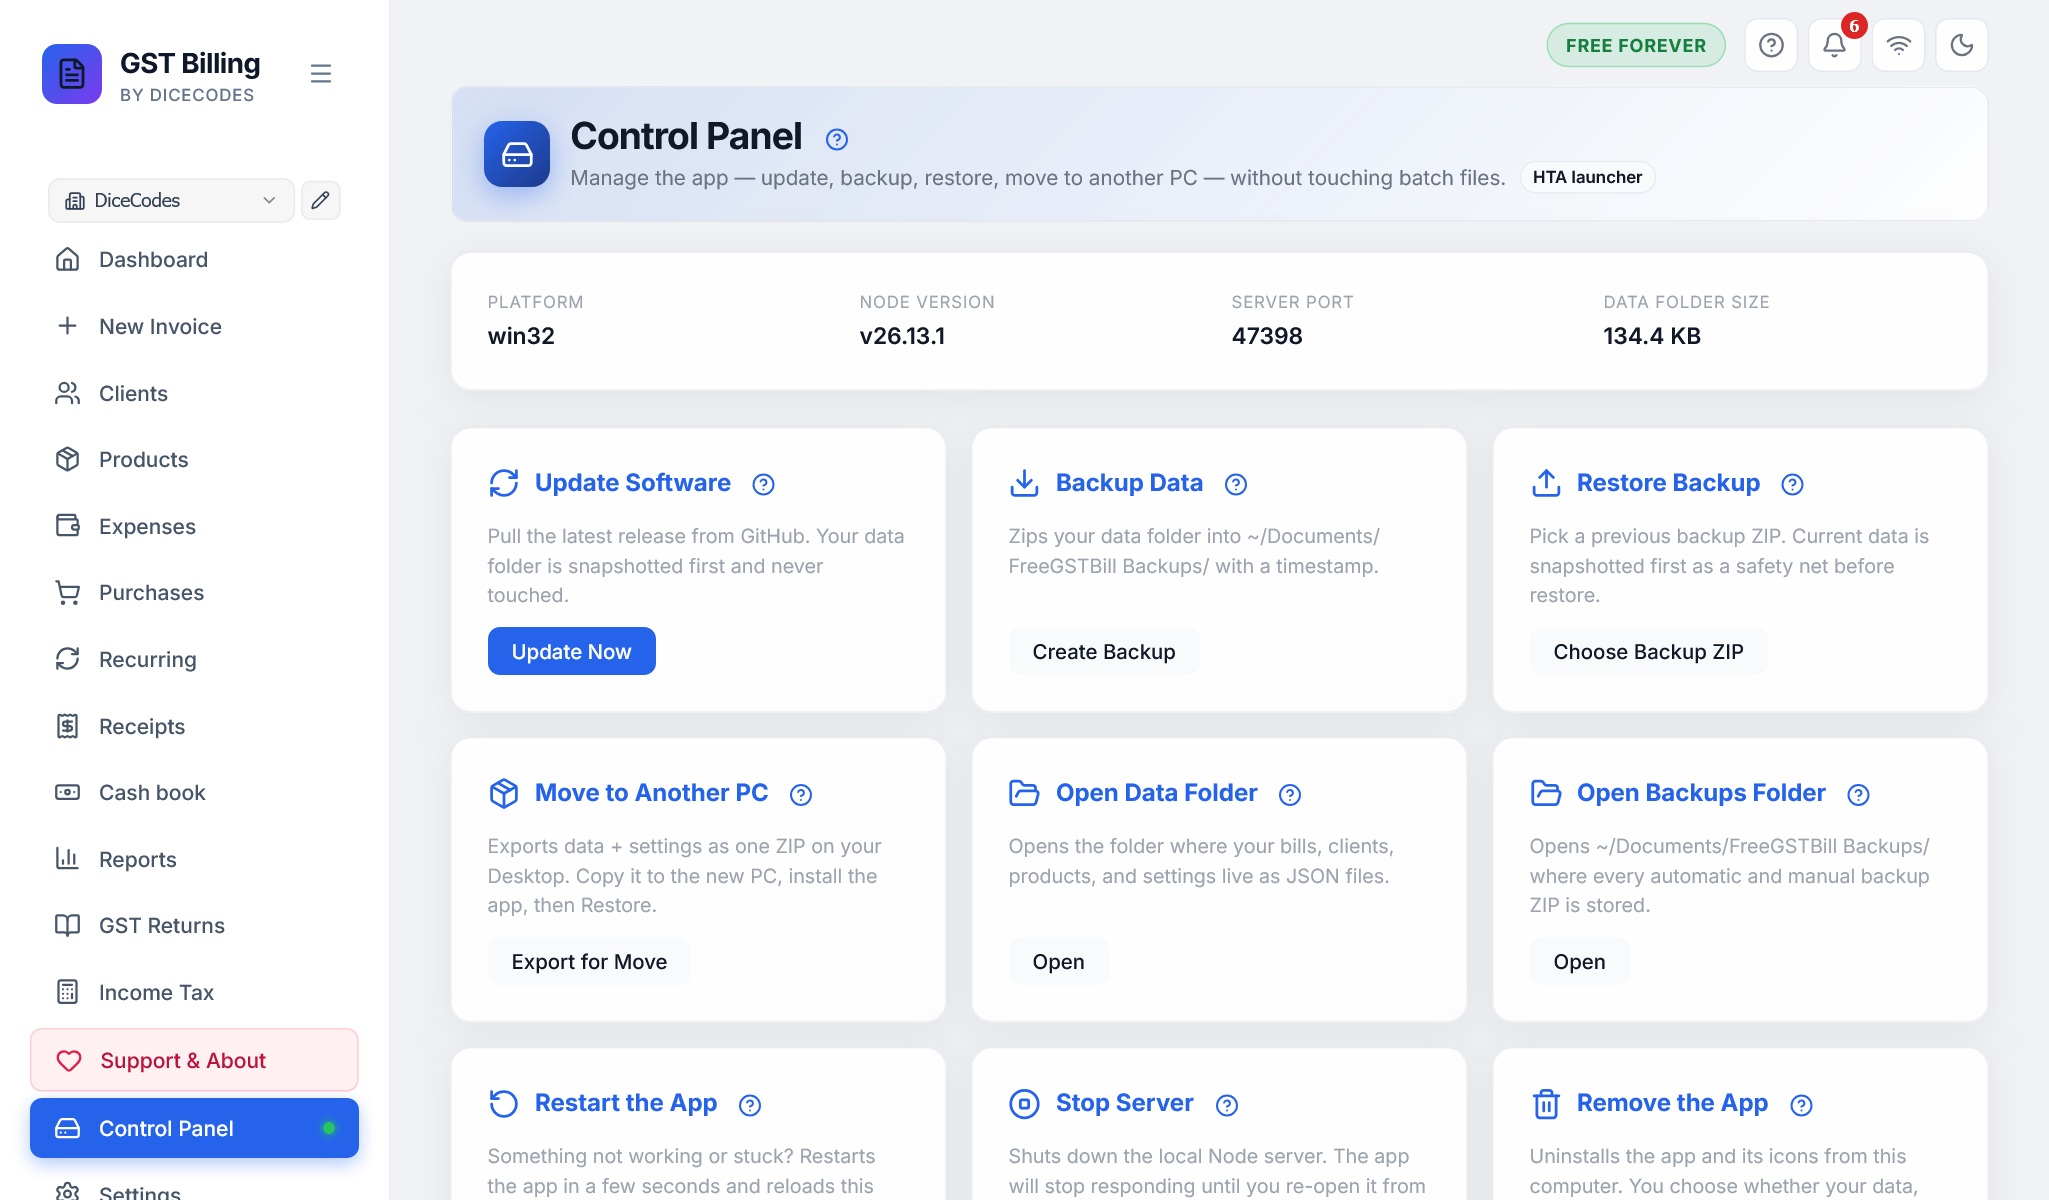 GST Billing
BY DICECODES
DiceCodes
Dashboard
New Invoice
Clients
Products
Expenses
Purchases
Recurring
Receipts
Cash book
Reports
GST Returns
Income Tax
Support & About
Control Panel
Settings
FREE FOREVER
6
Control Panel
Manage the app — update, backup, restore, move to another PC — without touching batch files.
HTA launcher
PLATFORM
win32
NODE VERSION
v26.13.1
SERVER PORT
47398
DATA FOLDER SIZE
134.4 KB
Update Software
Pull the latest release from GitHub. Your data
folder is snapshotted first and never
touched.
Update Now
Backup Data
Zips your data folder into ~/Documents/
FreeGSTBill Backups/ with a timestamp.
Create Backup
Restore Backup
Pick a previous backup ZIP. Current data is
snapshotted first as a safety net before
restore.
Choose Backup ZIP
Move to Another PC
Exports data + settings as one ZIP on your
Desktop. Copy it to the new PC, install the
app, then Restore.
Export for Move
Open Data Folder
Opens the folder where your bills, clients,
products, and settings live as JSON files.
Open
Open Backups Folder
Opens ~/Documents/FreeGSTBill Backups/
where every automatic and manual backup
ZIP is stored.
Open
Restart the App
Something not working or stuck? Restarts
the app in a few seconds and reloads this
Stop Server
Shuts down the local Node server. The app
will stop responding until you re-open it from
Remove the App
Uninstalls the app and its icons from this
computer. You choose whether your data,